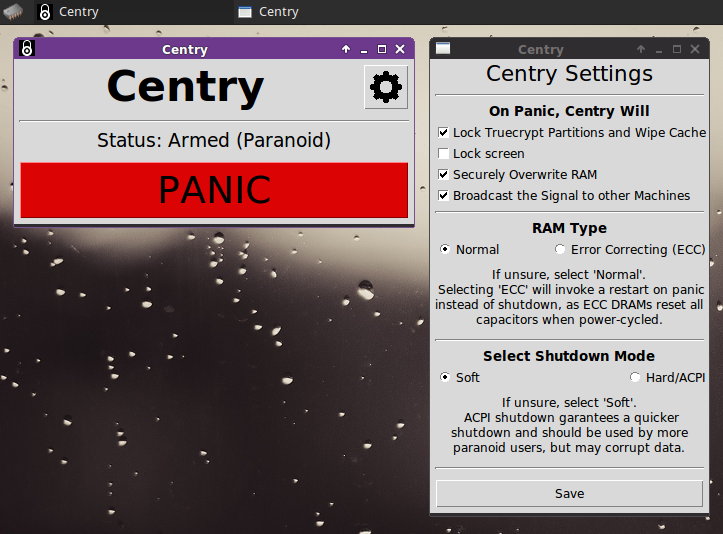 Centry
Centry
Centry
Centry
Status: Armed (Paranoid)
PANIC
Centry
Centry Settings
On Panic, Centry Will
Lock Truecrypt Partitions and Wipe Cache
Lock screen
Securely Overwrite RAM
Broadcast the Signal to other Machines
RAM Type
Normal
Error Correcting (ECC)
If unsure, select 'Normal'.
Selecting 'ECC' will invoke a restart on panic
instead of shutdown, as ECC DRAMs reset all
capacitors when power-cycled.
Select Shutdown Mode
Soft
Hard/ACPI
If unsure, select 'Soft'.
ACPI shutdown garantees a quicker
shutdown and should be used by more
paranoid users, but may corrupt data.
Save